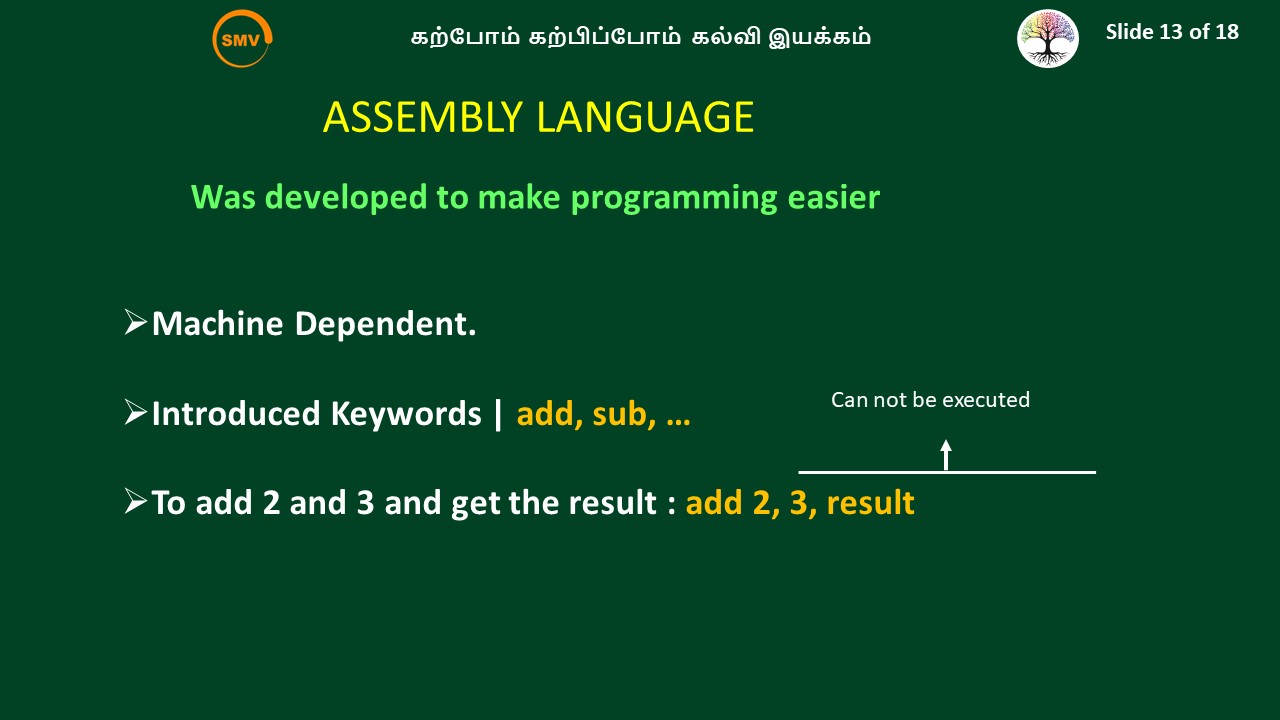 SMV
கற்போம் கற்பிப்போம் கல்வி இயக்கம்
Slide 13 of 18
ASSEMBLY LANGUAGE
Was developed to make programming easier
➢Machine Dependent.
➢Introduced Keywords | add, sub, …
Can not be executed
➢To add 2 and 3 and get the result : add 2, 3, result